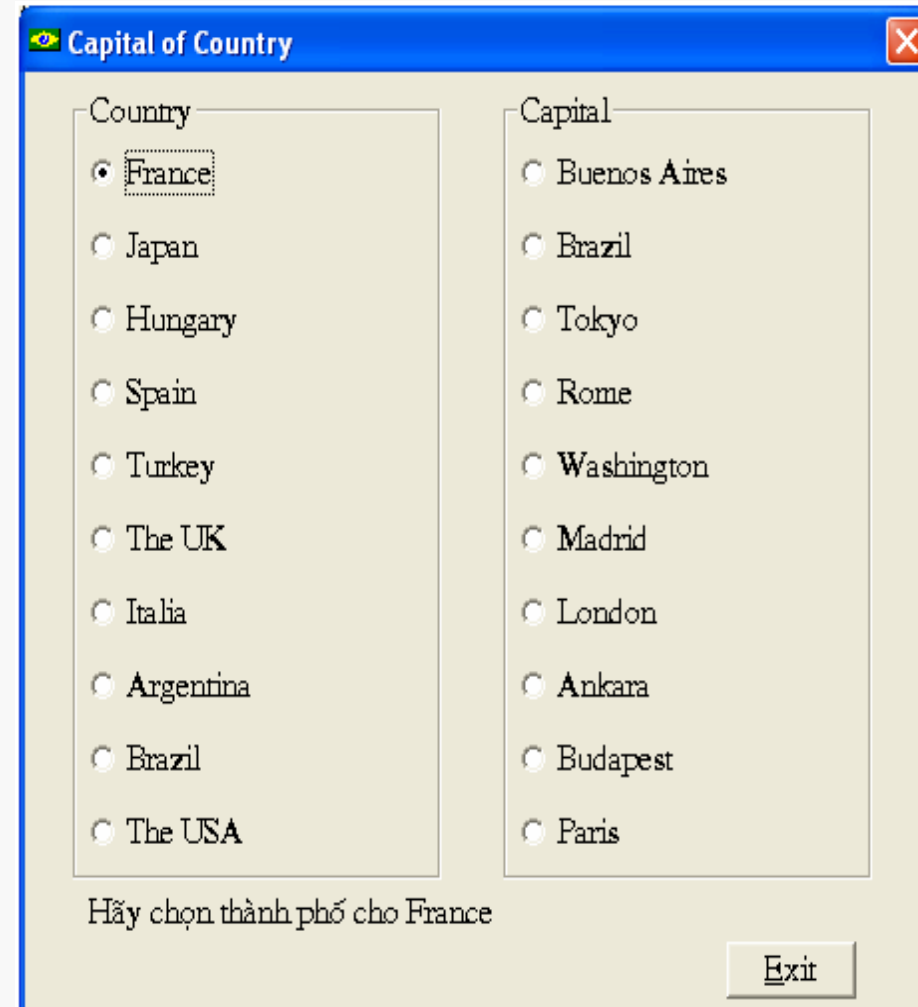 Capital of Country
Country
France
Japan
Hungary
Spain
Turkey
The UK
Italia
Argentina
Brazil
The USA
Capital
Buenos Aires
Brazil
Tokyo
Rome
Washington
Madrid
London
Ankara
Budapest
Paris
Hãy chọn thành phố cho France
Exit